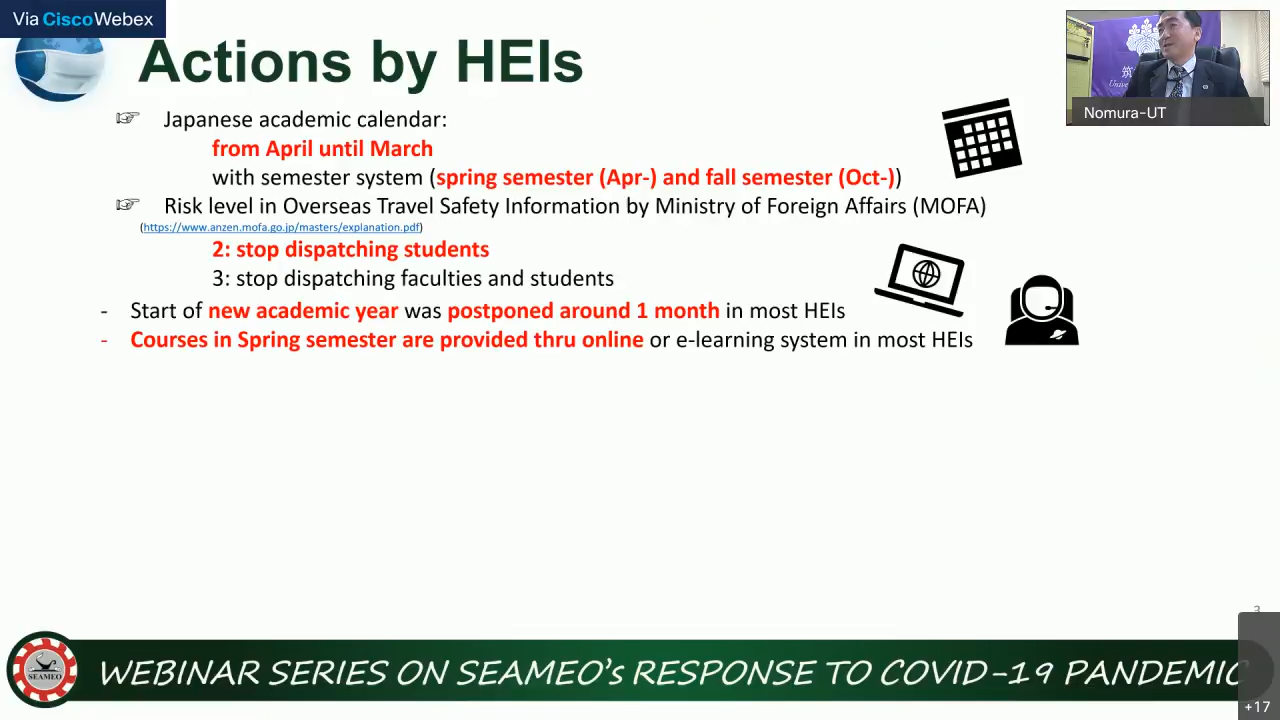 Via CiscoWebex
Actions by HEIs
☞ Japanese academic calendar:
from April until March
with semester system (spring semester (Apr-) and fall semester (Oct-))
☞ Risk level in Overseas Travel Safety Information by Ministry of Foreign Affairs (MOFA)
(https://www.anzen.mofa.go.jp/masters/explanation.pdf)
2: stop dispatching students
3: stop dispatching faculties and students
- Start of new academic year was postponed around 1 month in most HEIs
- Courses in Spring semester are provided thru online or e-learning system in most HEIs
筑
Nomura-UT
3
SEAMEO
WEBINAR SERIES ON SEAMEO's RESPONSE TO COVID-19 PANDEMIC
+17